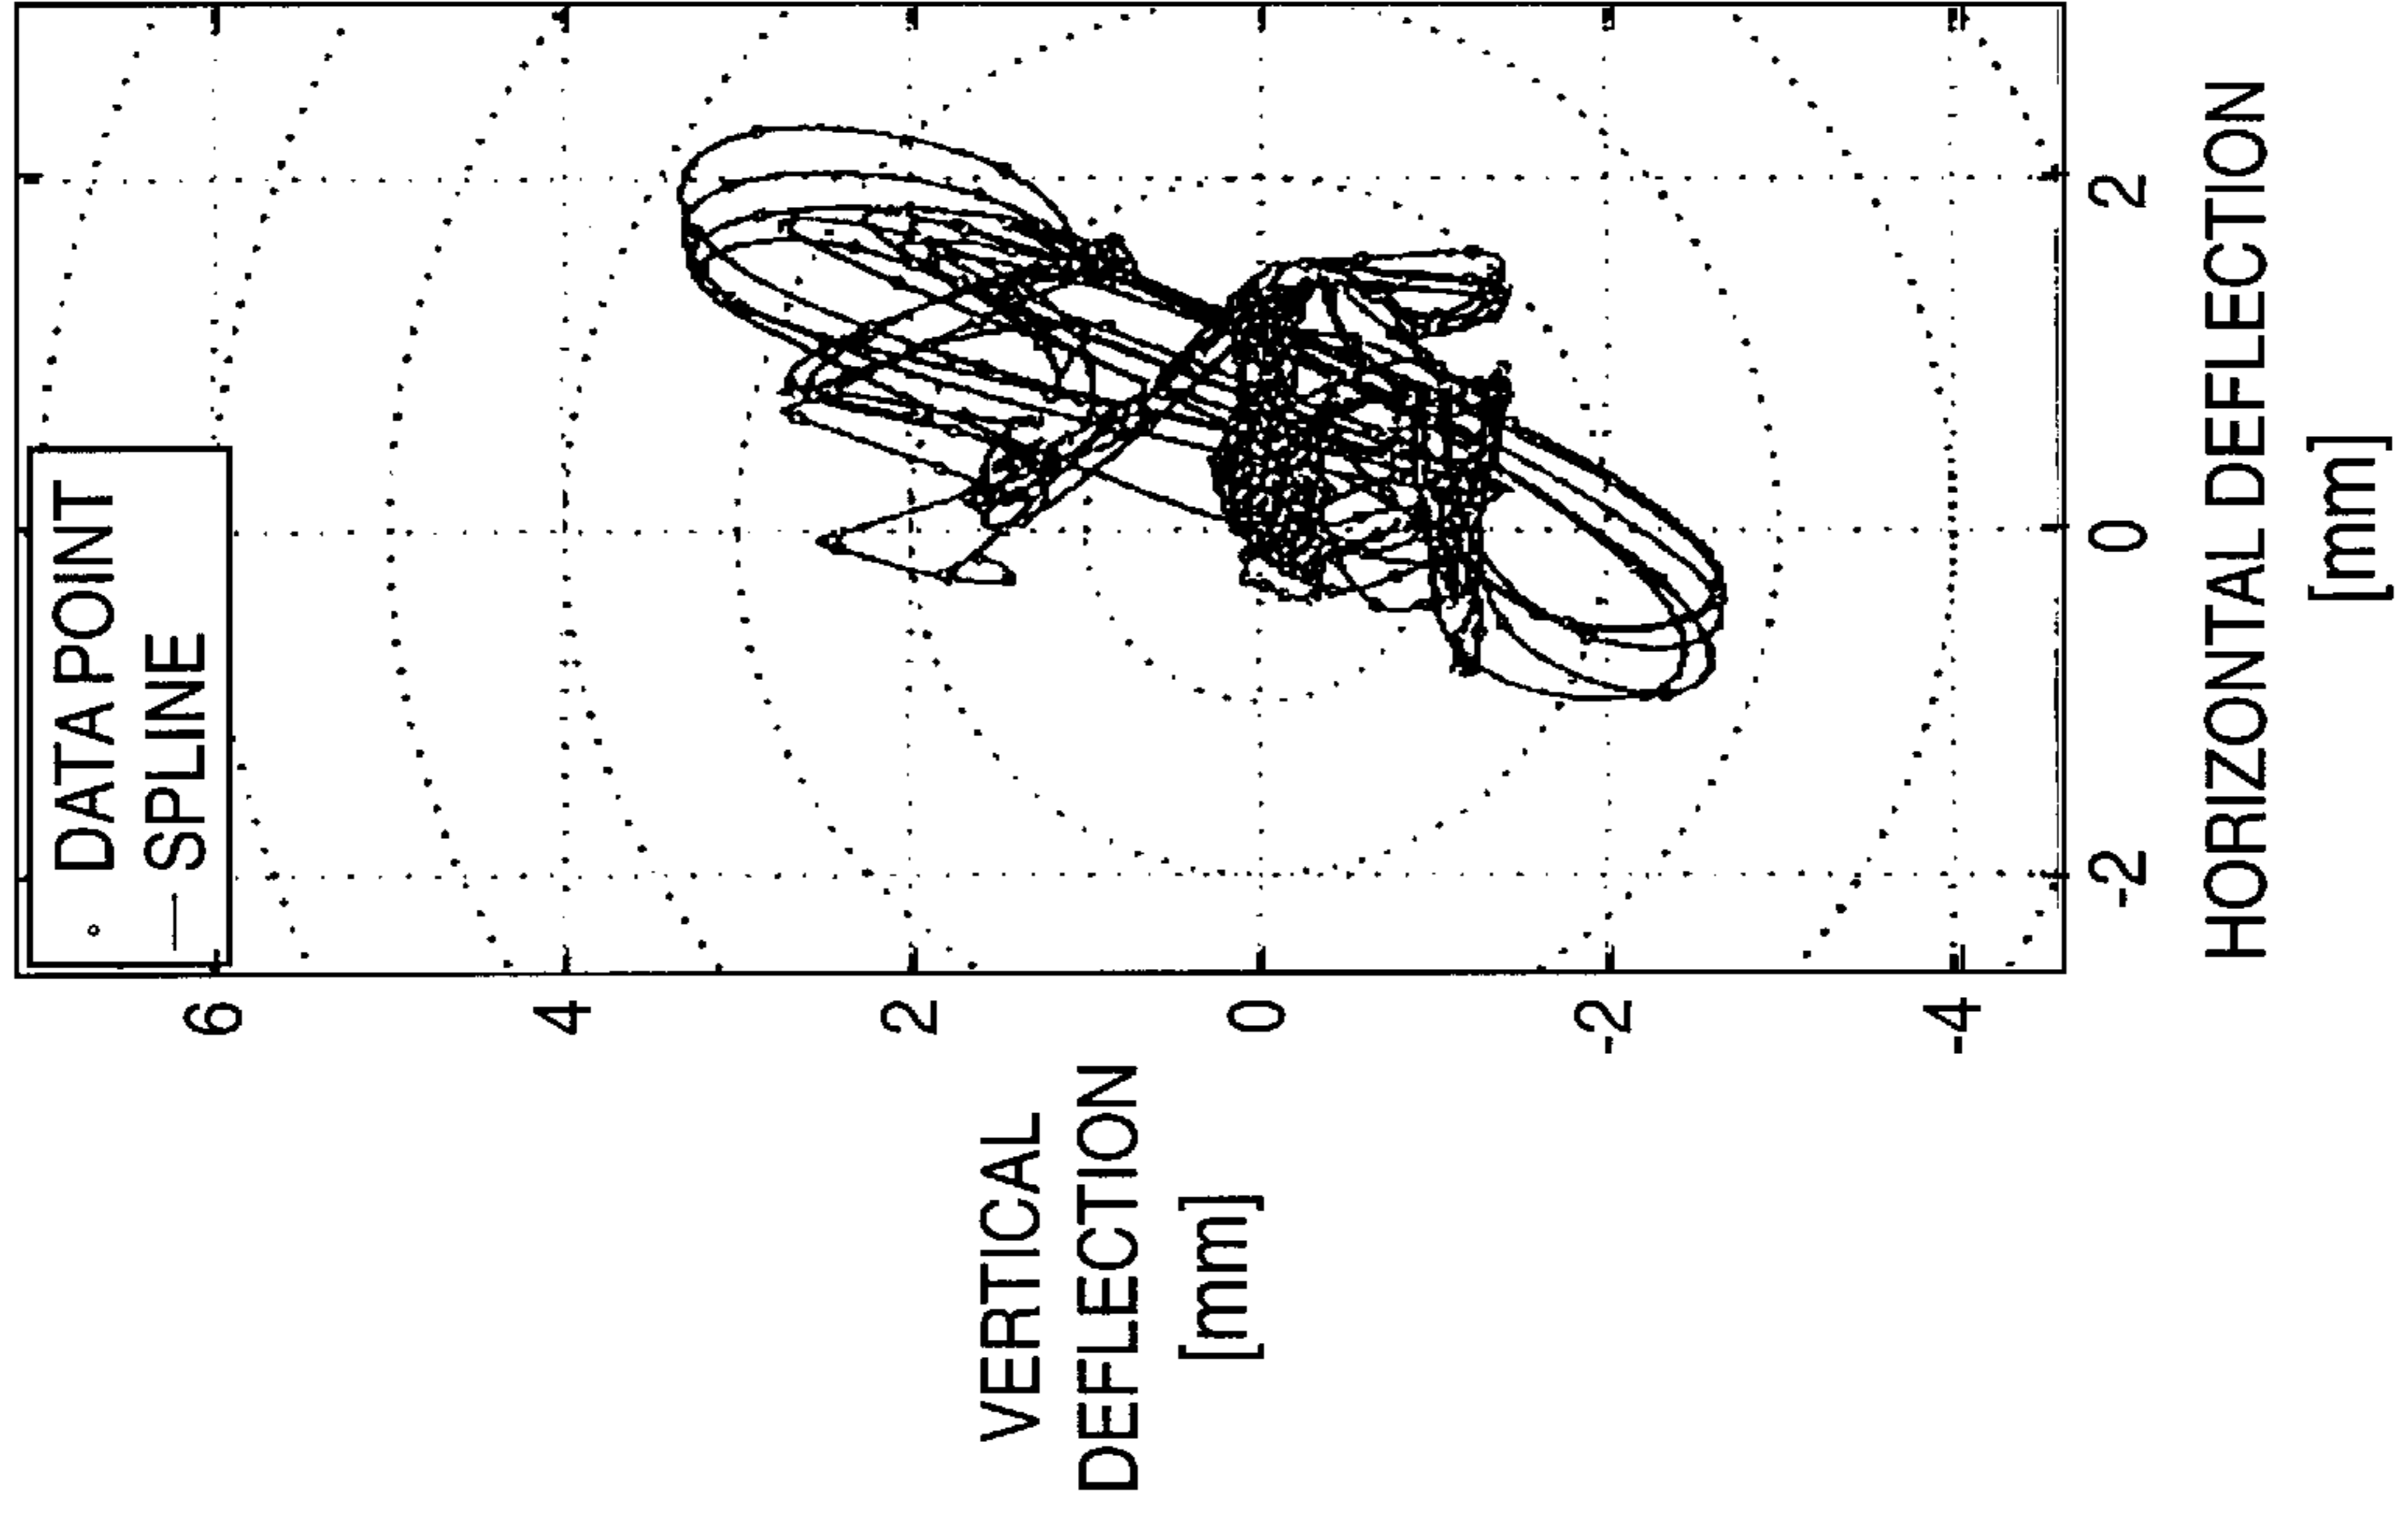 DATA POINT
SPLINE
6
4
2
0
-2
-4
VERTICAL
DEFLECTION
[mm]
-2 0 2
HORIZONTAL DEFLECTION
[mm]